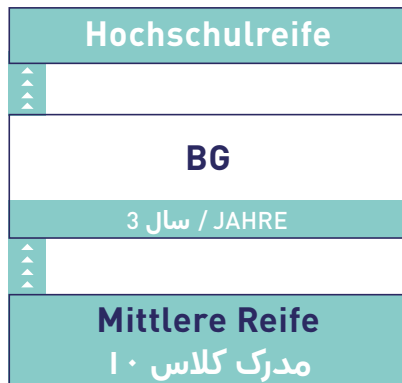 Hochschulreife
BG
3 سال / JAHRE
Mittlere Reife
مدرک کلاس ۱۰